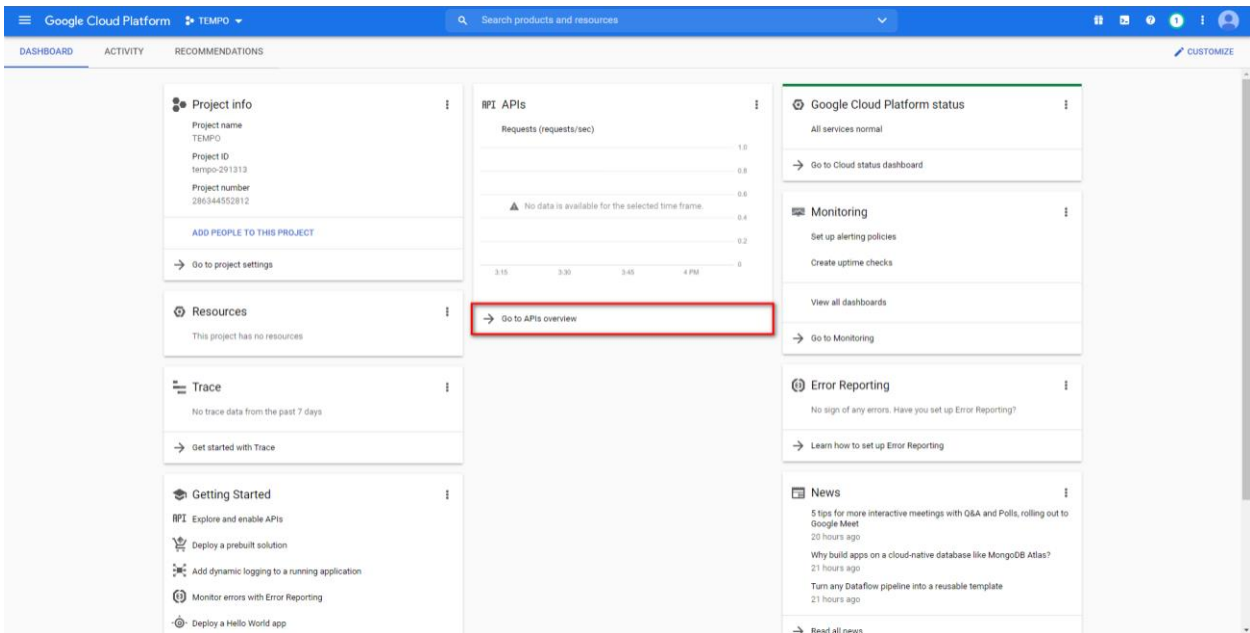 Google Cloud Platform TEMPO
Search products and resources
1
DASHBOARD ACTIVITY RECOMMENDATIONS
CUSTOMIZE
Project info
Project name
TEMPO
Project ID
tempo-291313
Project number
286344552812
ADD PEOPLE TO THIS PROJECT
Go to project settings
Resources
This project has no resources
Trace
No trace data from the past 7 days
Get started with Trace
Getting Started
API Explore and enable APIs
Deploy a prebuilt solution
Add dynamic logging to a running application
Monitor errors with Error Reporting
Deploy a Hello World app
API APIs
Requests (requests/sec)
1.0
0.8
0.6
No data is available for the selected time frame.
0.4
0.2
0
3:15 3:30 3:45 4 PM
Go to APIs overview
Google Cloud Platform status
All services normal
Go to Cloud status dashboard
Monitoring
Set up alerting policies
Create uptime checks
View all dashboards
Go to Monitoring
Error Reporting
No sign of any errors. Have you set up Error Reporting?
Learn how to set up Error Reporting
News
5 tips for more interactive meetings with Q&A and Polls, rolling out to
Google Meet
20 hours ago
Why build apps on a cloud-native database like MongoDB Atlas?
21 hours ago
Turn any Dataflow pipeline into a reusable template
21 hours ago
Read all news